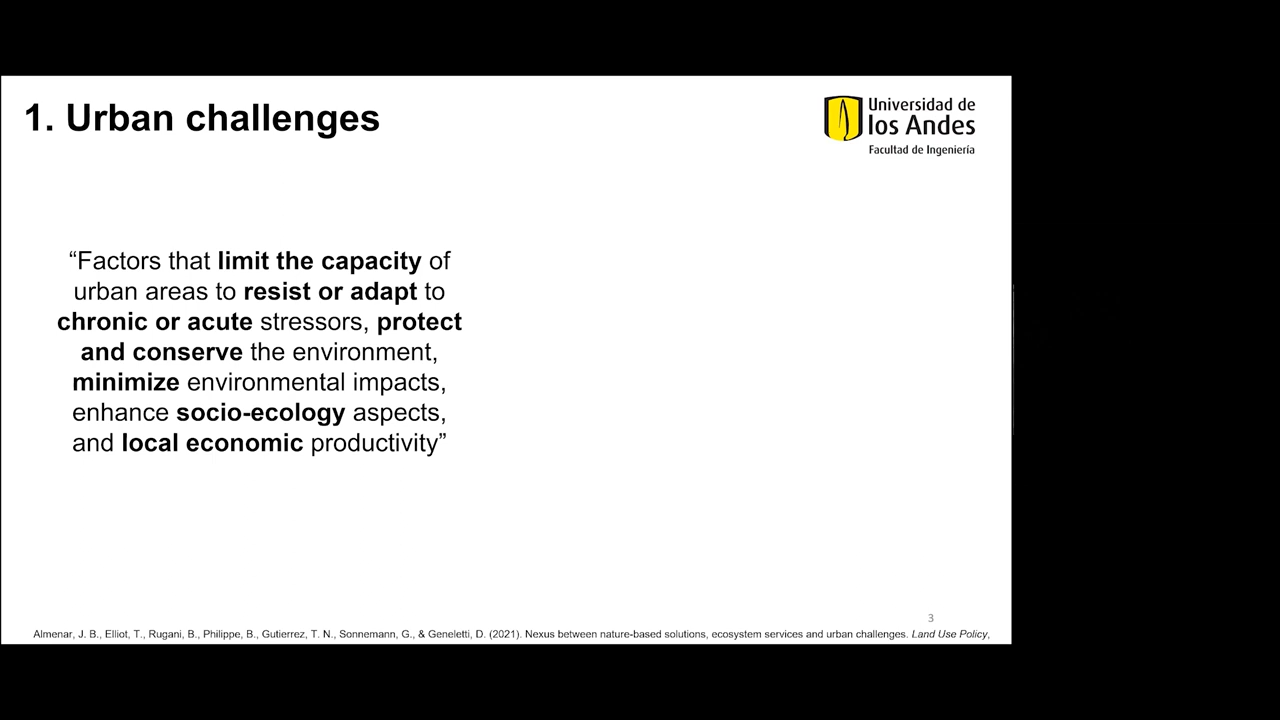 1. Urban challenges
Universidad de
los Andes
Facultad de Ingeniería
“Factors that limit the capacity of
urban areas to resist or adapt to
chronic or acute stressors, protect
and conserve the environment,
minimize environmental impacts,
enhance socio-ecology aspects,
and local economic productivity”
3
Almenar, J. B., Elliot, T., Rugani, B., Philippe, B., Gutierrez, T. N., Sonnemann, G., & Geneletti, D. (2021). Nexus between nature-based solutions, ecosystem services and urban challenges. Land Use Policy,